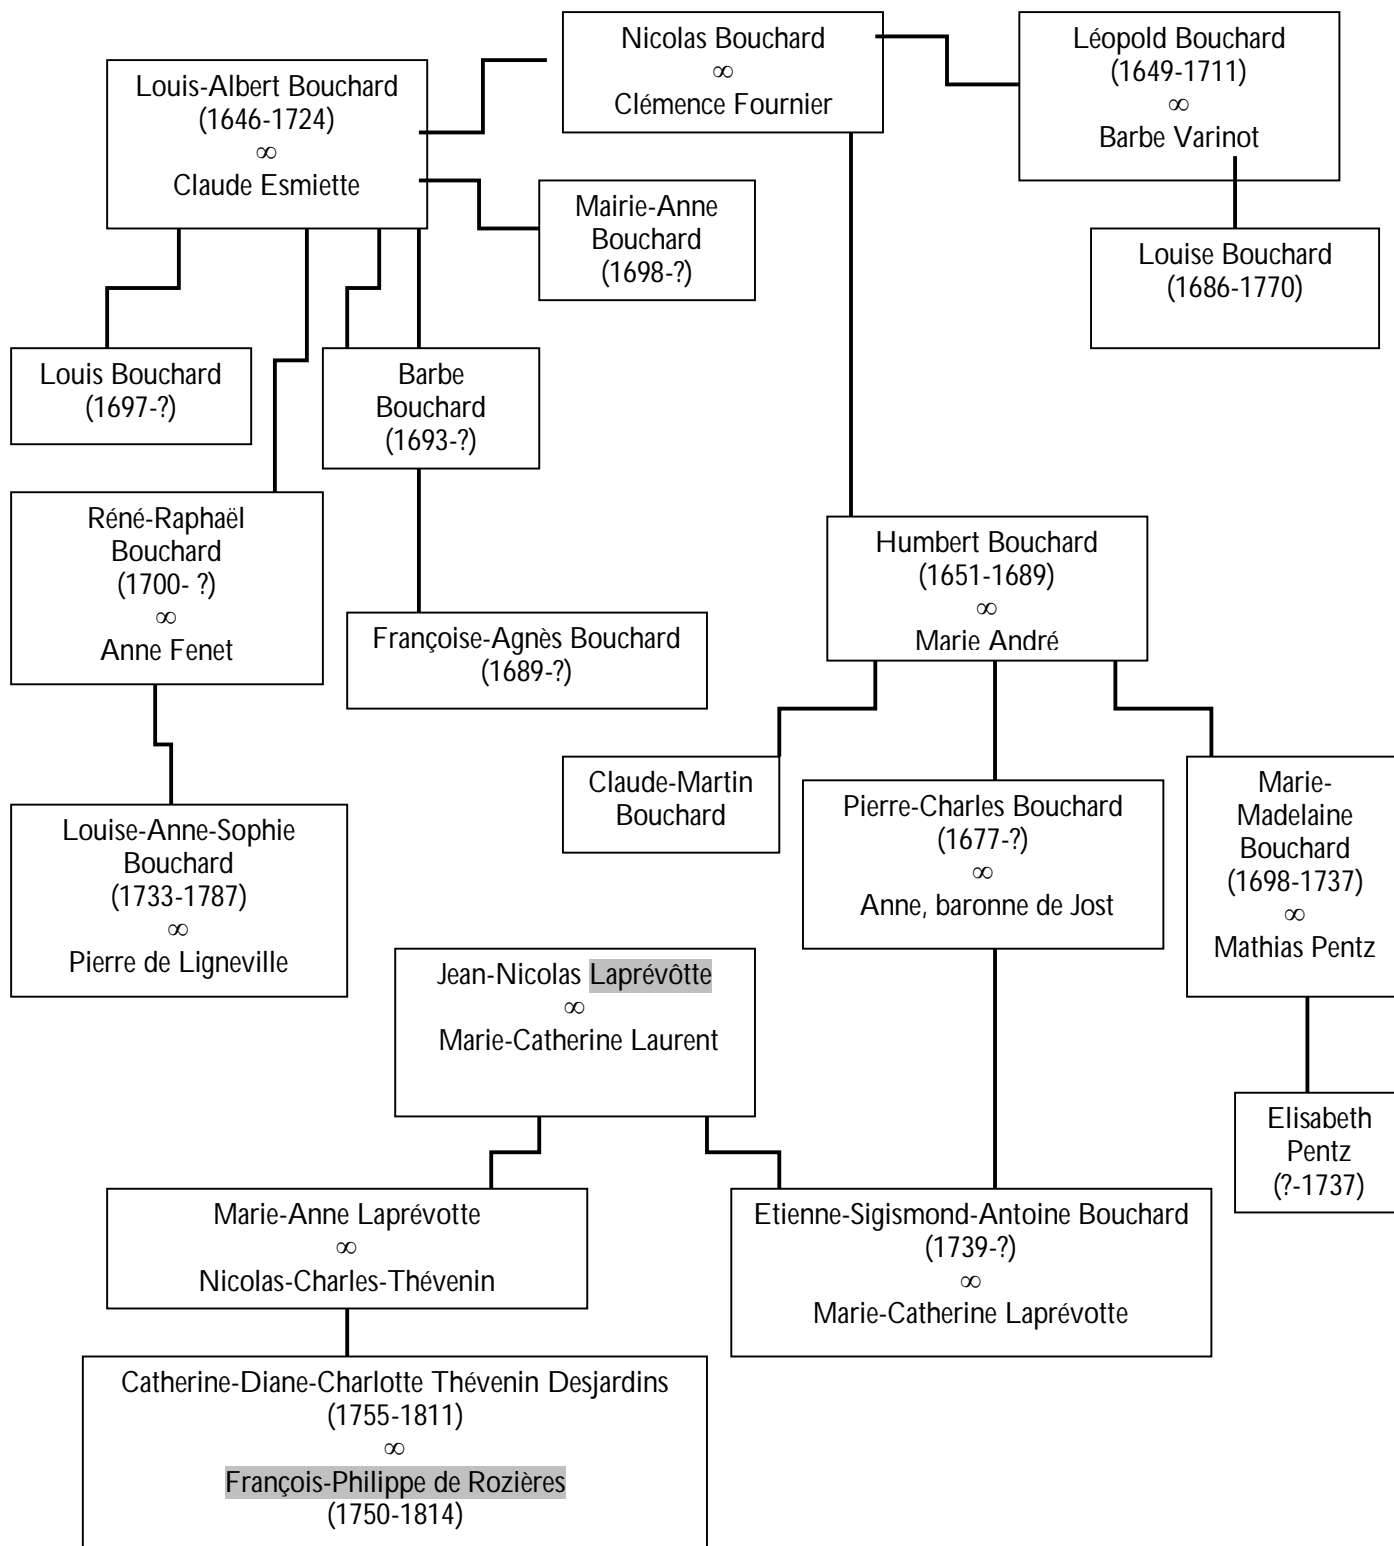 Nicolas Bouchard
∞
Clémence Fournier
Léopold Bouchard
(1649-1711)
∞
Barbe Varinot
Louis-Albert Bouchard
(1646-1724)
∞
Claude Esmiette
Mairie-Anne
Bouchard
(1698-?)
Louise Bouchard
(1686-1770)
Louis Bouchard
(1697-?)
Barbe
Bouchard
(1693-?)
Réné-Raphaël
Bouchard
(1700- ?)
∞
Anne Fenet
Humbert Bouchard
(1651-1689)
∞
Marie André
Françoise-Agnès Bouchard
(1689-?)
Claude-Martin
Bouchard
Pierre-Charles Bouchard
(1677-?)
∞
Anne, baronne de Jost
Marie-
Madelaine
Bouchard
(1698-1737)
∞
Mathias Pentz
Louise-Anne-Sophie
Bouchard
(1733-1787)
∞
Pierre de Ligneville
Jean-Nicolas Laprévôtte
∞
Marie-Catherine Laurent
Elisabeth
Pentz
(?-1737)
Marie-Anne Laprévotte
∞
Nicolas-Charles-Thévenin
Etienne-Sigismond-Antoine Bouchard
(1739-?)
∞
Marie-Catherine Laprévotte
Catherine-Diane-Charlotte Thévenin Desjardins
(1755-1811)
∞
François-Philippe de Rozières
(1750-1814)